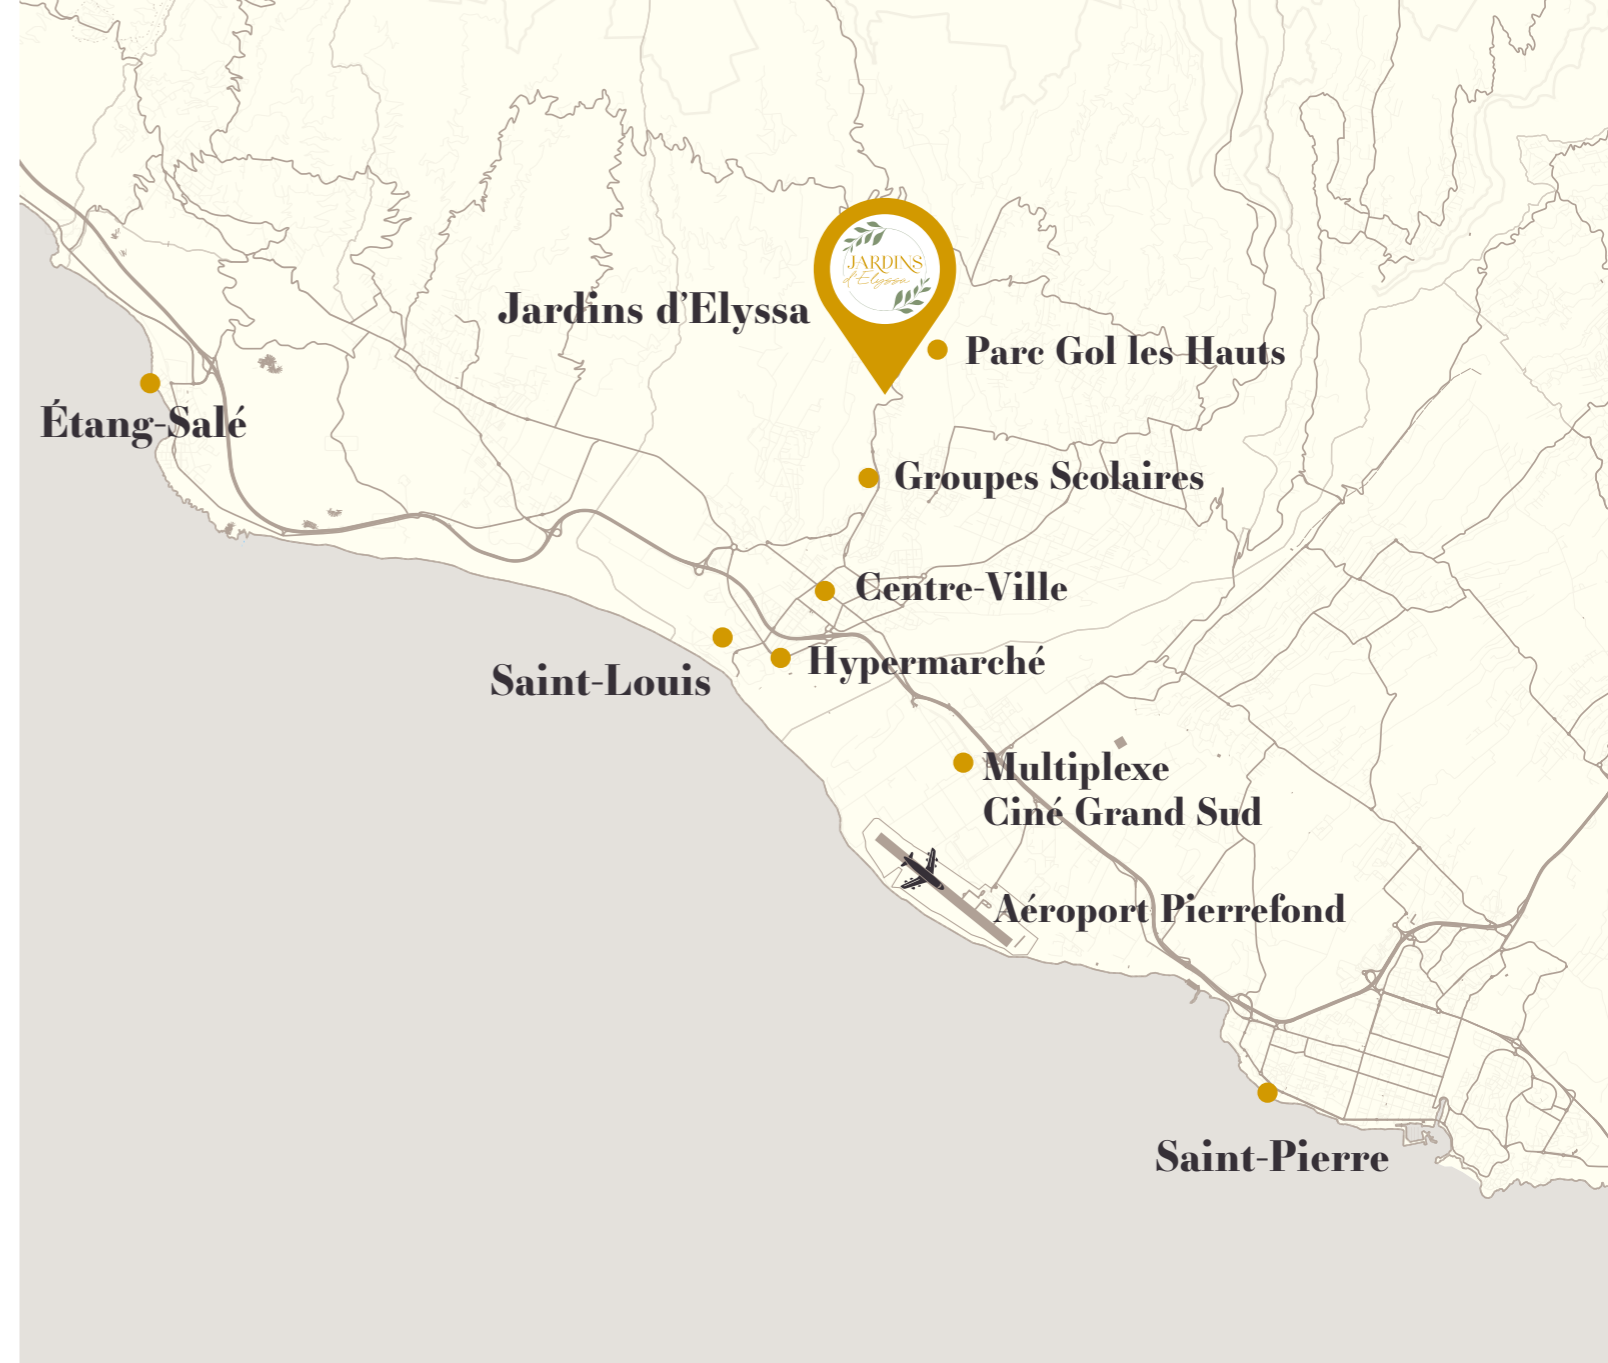 JARDINS
d'Elyssa
Jardins d’Elyssa
Parc Gol les Hauts
Étang-Salé
Groupes Scolaires
Centre-Ville
Hypermarché
Saint-Louis
Multiplexe
Ciné Grand Sud
Aéroport Pierrefond
Saint-Pierre